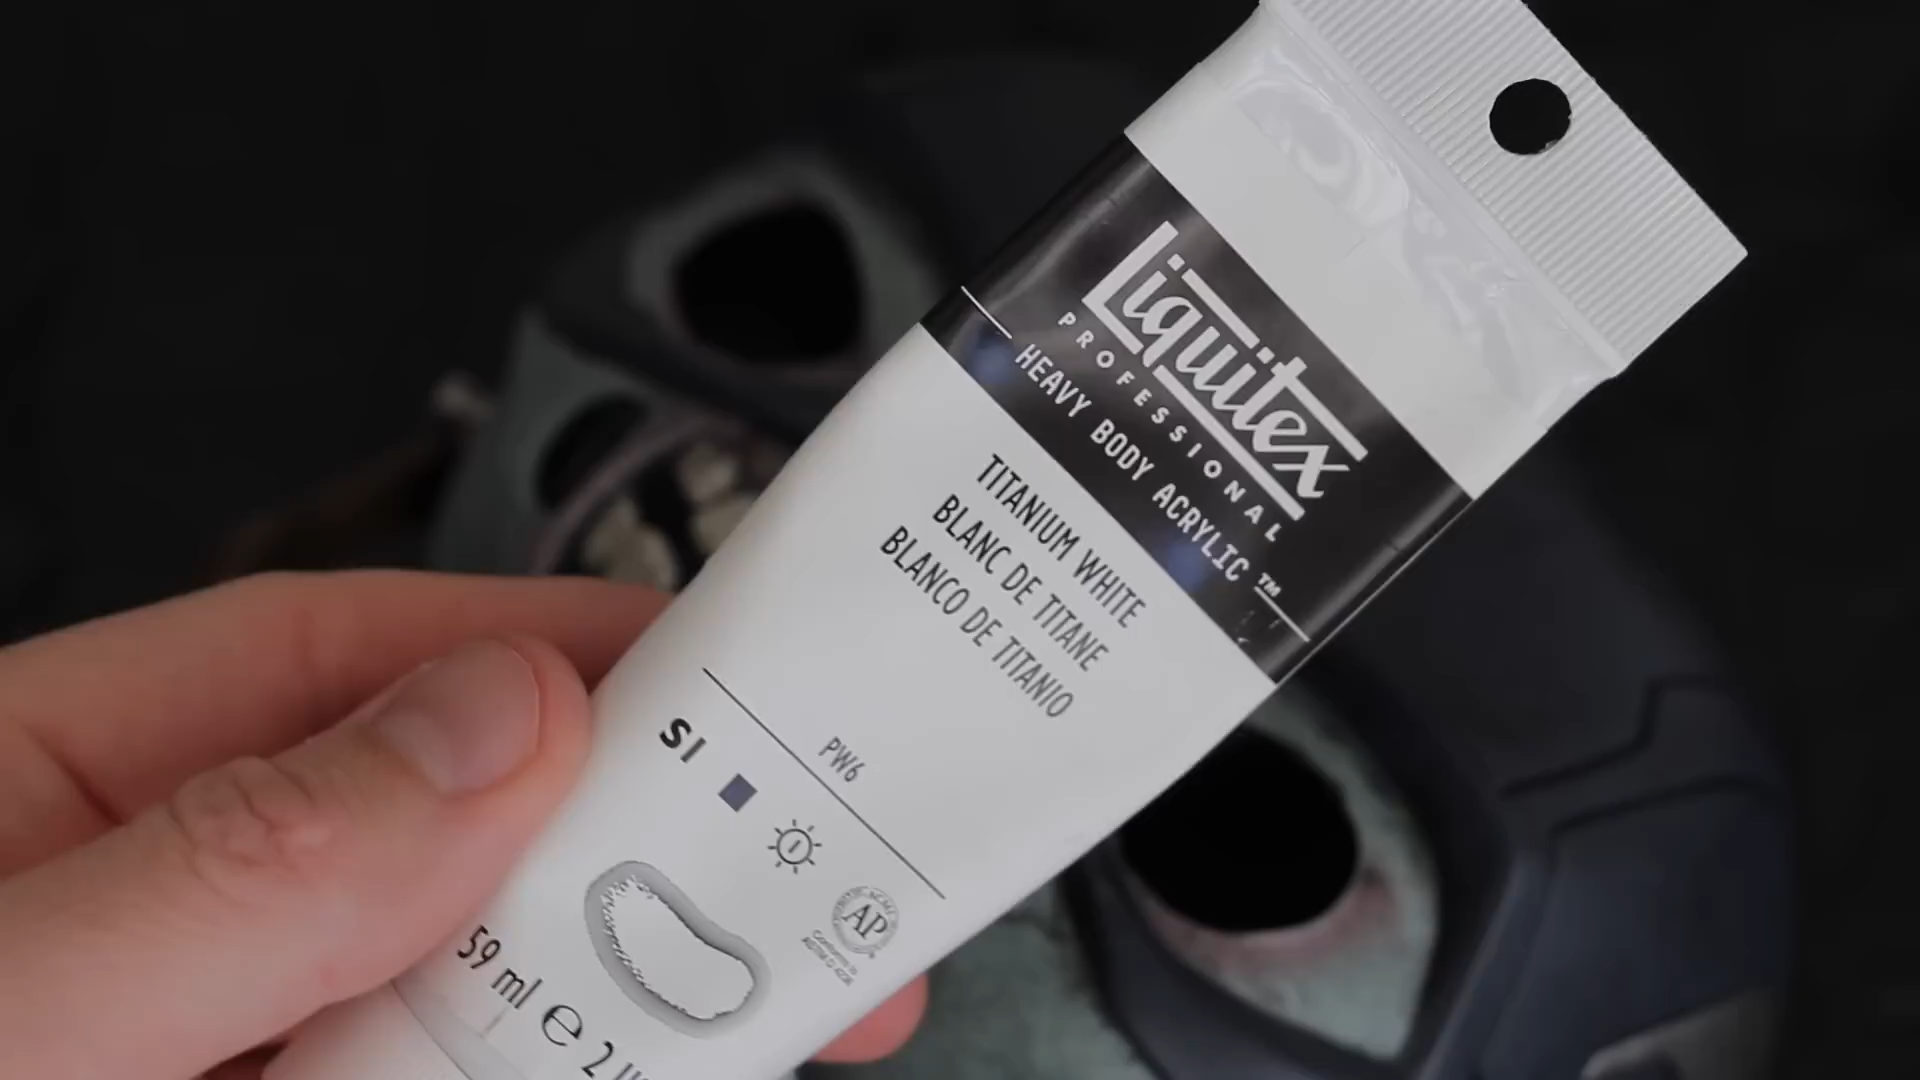 Liquitex
PROFESSIONAL
HEAVY BODY ACRYLIC™
TITANIUM WHITE
BLANC DE TITANE
BLANCO DE TITANIO
PW6
S1
I
AP
59 ml e 2